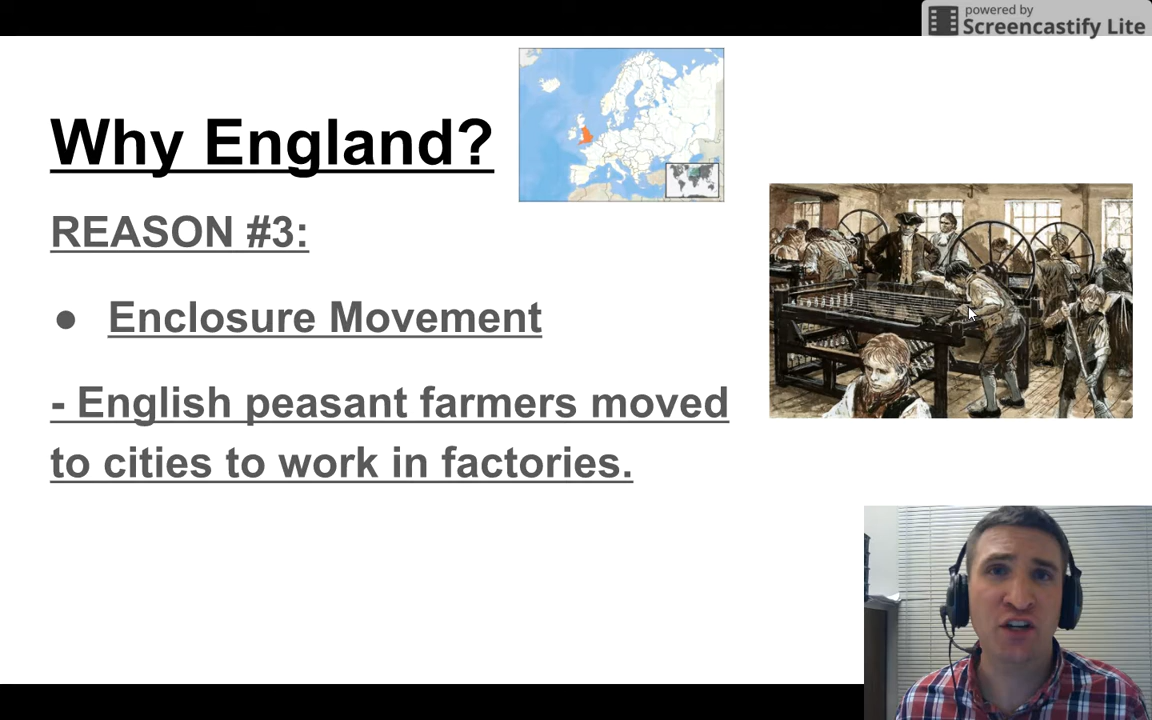 powered by
Screencastify Lite
Why England?
REASON #3:
● Enclosure Movement
- English peasant farmers moved
to cities to work in factories.